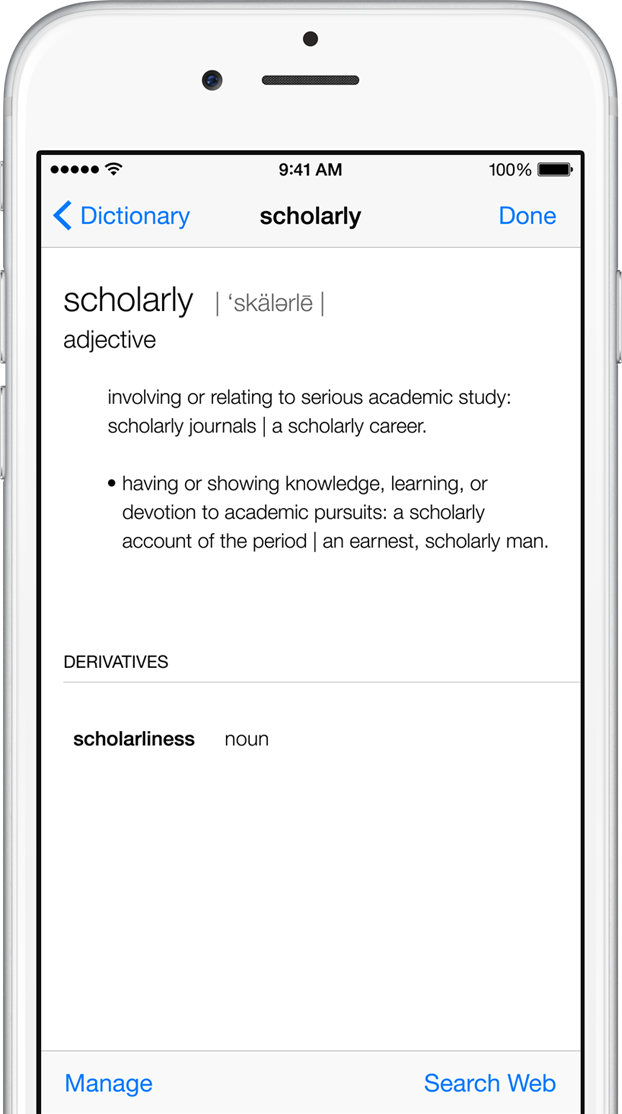 9:41 AM 100%
Dictionary scholarly Done
scholarly | ‘skälərlē |
adjective
involving or relating to serious academic study:
scholarly journals | a scholarly career.
• having or showing knowledge, learning, or
devotion to academic pursuits: a scholarly
account of the period | an earnest, scholarly man.
DERIVATIVES
scholarliness noun
Manage Search Web